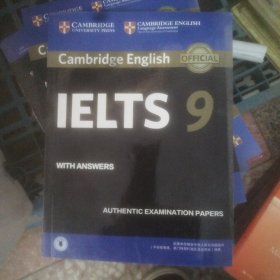 CAMBRIDGE
UNIVERSITY PRESS
CAMBRIDGE ENGLISH
Language Assessment
Cambridge English
OFFICIAL
IELTS 9
WITH ANSWERS
AUTHENTIC EXAMINATION PAPERS